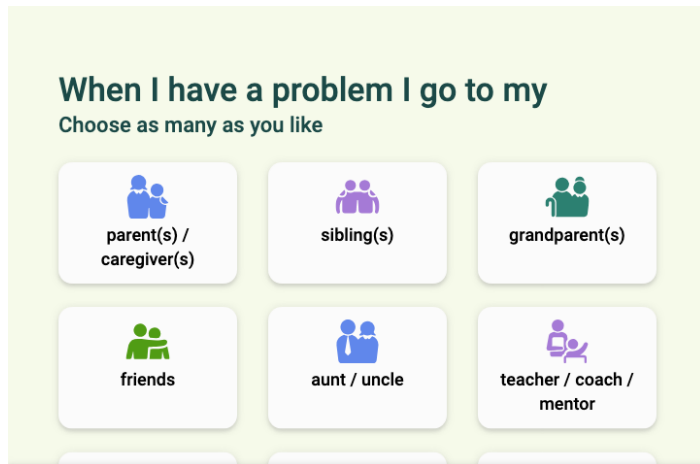 When I have a problem I go to my
Choose as many as you like
parent(s) /
caregiver(s)
sibling(s)
grandparent(s)
friends
aunt / uncle
teacher / coach /
mentor